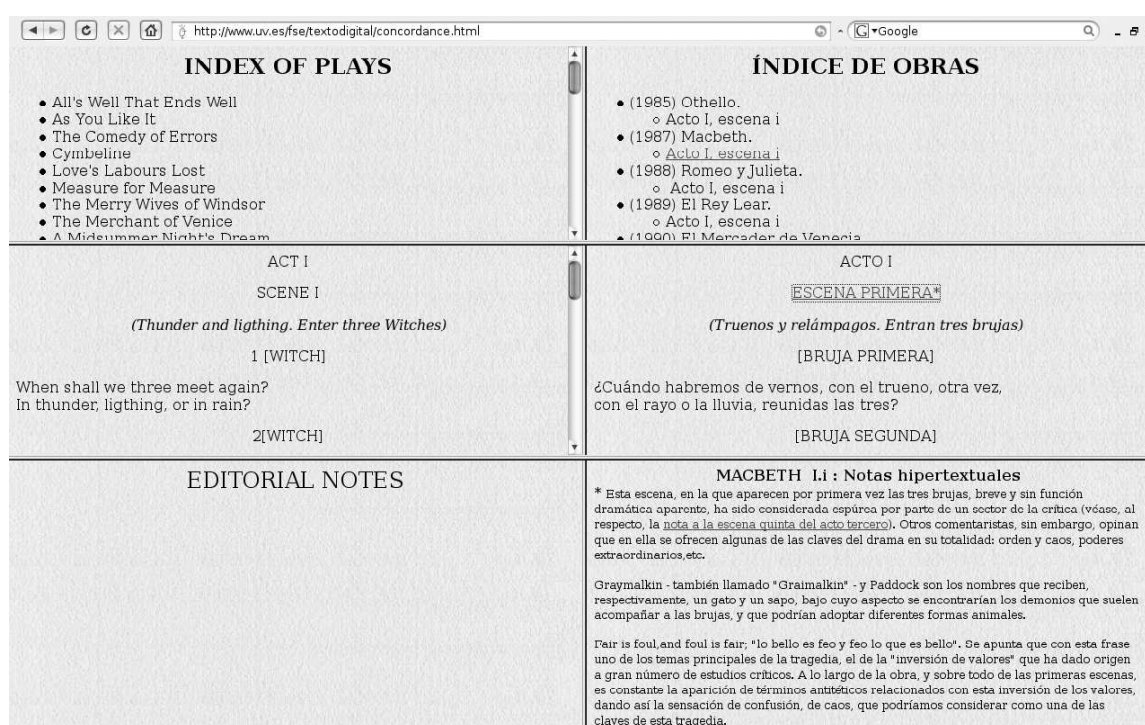 http://www.uv.es/fse/textodigital/concordance.html
Google
INDEX OF PLAYS
All's Well That Ends Well
As You Like It
The Comedy of Errors
Cymbeline
Love's Labours Lost
Measure for Measure
The Merry Wives of Windsor
The Merchant of Venice
A Midsummer Night's Dream
ÍNDICE DE OBRAS
(1985) Othello.
Acto I, escena i
(1987) Macbeth.
Acto I, escena i
(1988) Romeo y Julieta.
Acto I, escena i
(1989) El Rey Lear.
Acto I, escena i
(1990) El Mercader de Venecia
ACT I
SCENE I
(Thunder and ligthing. Enter three Witches)
1 [WITCH]
When shall we three meet again?
In thunder, ligthing, or in rain?
2[WITCH]
ACTO I
ESCENA PRIMERA*
(Truenos y relámpagos. Entran tres brujas)
[BRUJA PRIMERA]
¿Cuándo habremos de vernos, con el trueno, otra vez,
con el rayo o la lluvia, reunidas las tres?
[BRUJA SEGUNDA]
EDITORIAL NOTES
MACBETH I.i : Notas hipertextuales
* Esta escena, en la que aparecen por primera vez las tres brujas, breve y sin función
dramática aparente, ha sido considerada espúrea por parte de un sector de la crítica (véase, al
respecto, la nota a la escena quinta del acto tercero). Otros comentaristas, sin embargo, opinan
que en ella se ofrecen algunas de las claves del drama en su totalidad: orden y caos, poderes
extraordinarios,etc.
Graymalkin - también llamado "Graimalkin" - y Paddock son los nombres que reciben,
respectivamente, un gato y un sapo, bajo cuyo aspecto se encontrarían los demonios que suelen
acompañar a las brujas, y que podrían adoptar diferentes formas animales.
Fair is foul,and foul is fair; "lo bello es feo y feo lo que es bello". Se apunta que con esta frase
uno de los temas principales de la tragedia, el de la "inversión de valores" que ha dado origen
a gran número de estudios críticos. A lo largo de la obra, y sobre todo de las primeras escenas,
es constante la aparición de términos antitéticos relacionados con esta inversión de los valores,
dando así la sensación de confusión, de caos, que podríamos considerar como una de las
claves de esta tragedia.